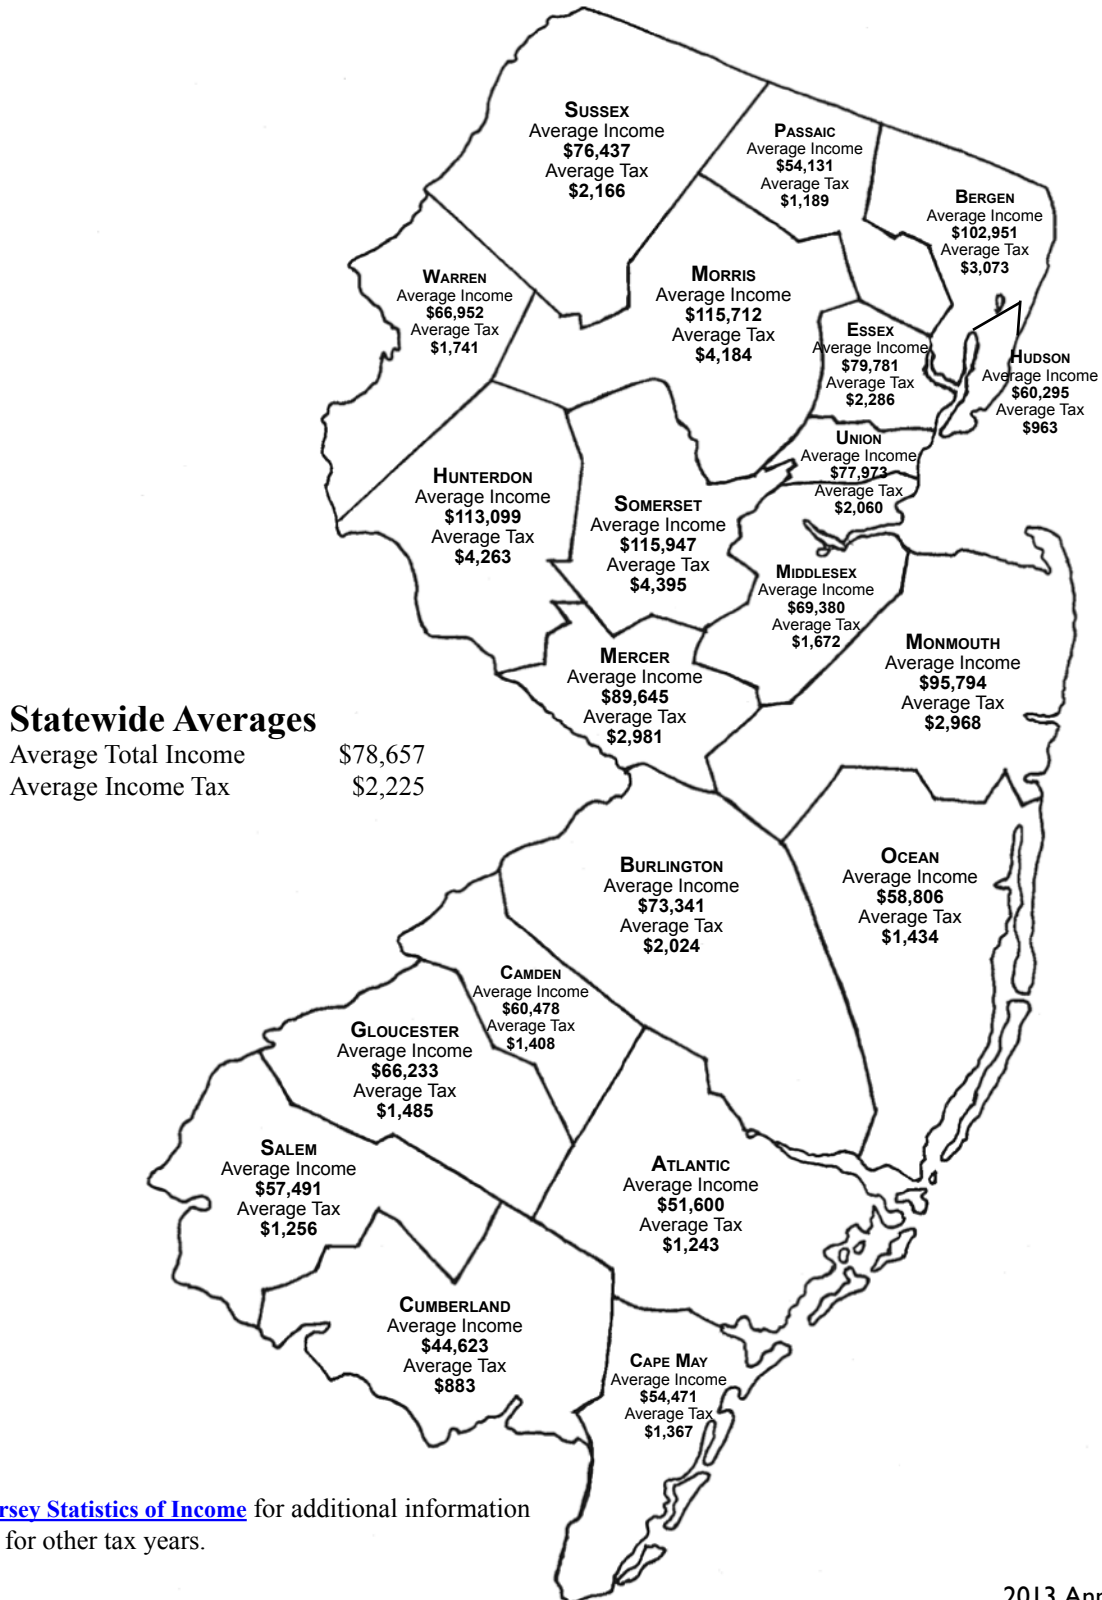 SUSSEX
Average Income
$76,437
Average Tax
$2,166
PASSAIC
Average Income
$54,131
Average Tax
$1,189
BERGEN
Average Income
$102,951
Average Tax
$3,073
WARREN
Average Income
$66,952
Average Tax
$1,741
MORRIS
Average Income
$115,712
Average Tax
$4,184
ESSEX
Average Income
$79,781
Average Tax
$2,286
HUDSON
Average Income
$60,295
Average Tax
$963
UNION
Average Income
$77,973
Average Tax
$2,060
HUNTERDON
Average Income
$113,099
Average Tax
$4,263
SOMERSET
Average Income
$115,947
Average Tax
$4,395
MIDDLESEX
Average Income
$69,380
Average Tax
$1,672
MONMOUTH
Average Income
$95,794
Average Tax
$2,968
MERCER
Average Income
$89,645
Average Tax
$2,981
Statewide Averages
Average Total Income $78,657
Average Income Tax $2,225
BURLINGTON
Average Income
$73,341
Average Tax
$2,024
OCEAN
Average Income
$58,806
Average Tax
$1,434
CAMDEN
Average Income
$60,478
Average Tax
$1,408
GLOUCESTER
Average Income
$66,233
Average Tax
$1,485
SALEM
Average Income
$57,491
Average Tax
$1,256
ATLANTIC
Average Income
$51,600
Average Tax
$1,243
CUMBERLAND
Average Income
$44,623
Average Tax
$883
CAPE MAY
Average Income
$54,471
Average Tax
$1,367
rsey Statistics of Income for additional information
for other tax years.
2013 Ann